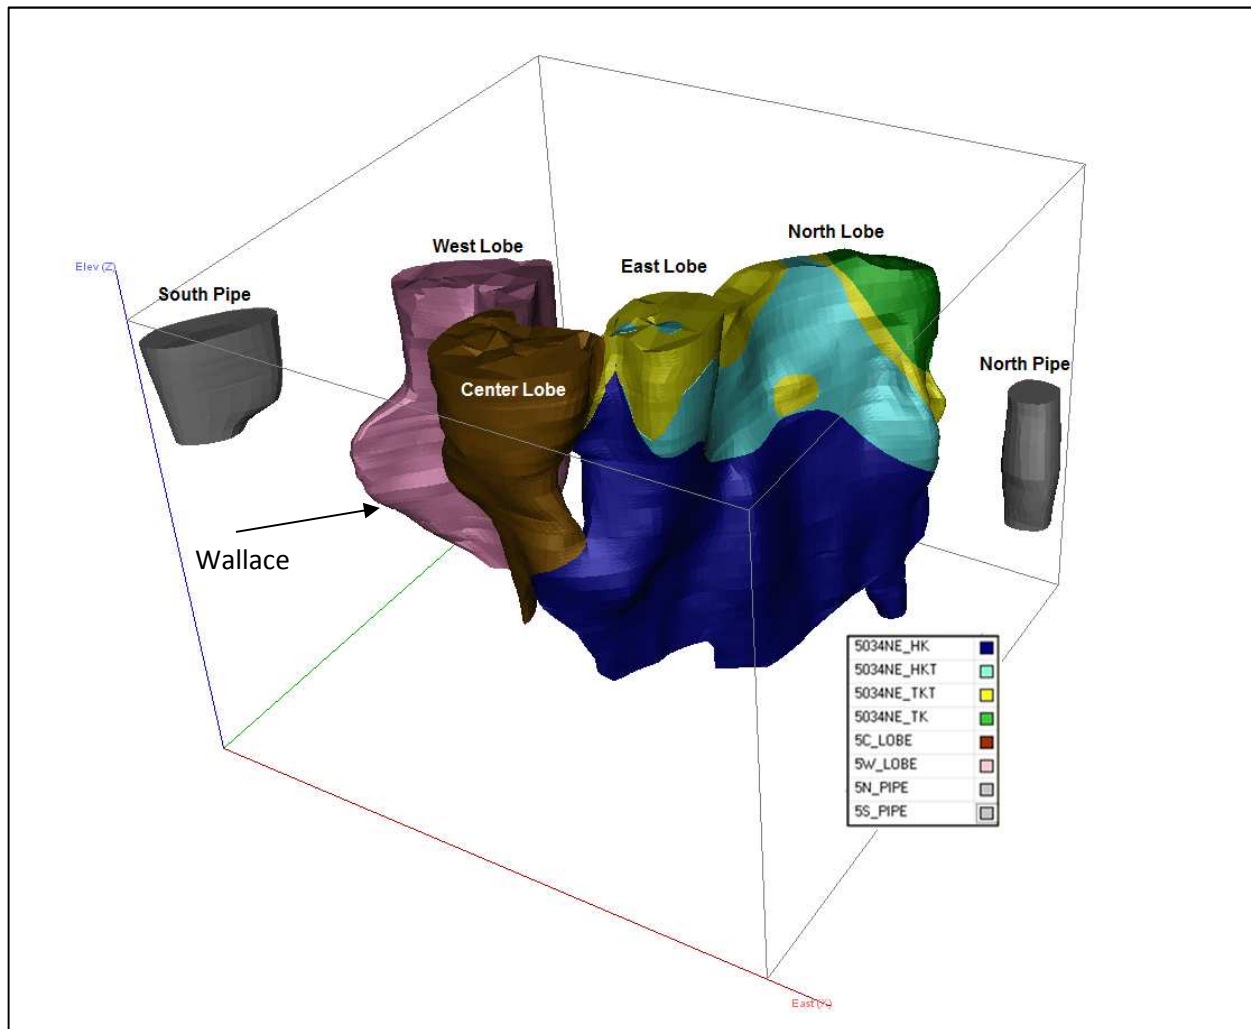 North Lobe
West Lobe
East Lobe
Elev (Z)
South Pipe
North Pipe
Center Lobe
Wallace
5034NE_HK
5034NE_HKT
5034NE_TKT
5034NE_TK
5C_LOBE
5W_LOBE
5N_PIPE
5S_PIPE
East (X)